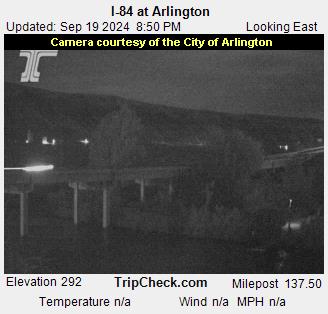 I-84 at Arlington
Updated: Sep 19 2024 8:50 PM Looking East
Camera courtesy of the City of Arlington
Elevation 292 TripCheck.com Milepost 137.50
Temperature n/a Wind n/a MPH n/a